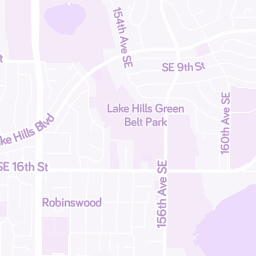 154th Ave SE
SE 9th St
Lake Hills Green
Belt Park
160th Ave SE
ke Hills Blvd
SE 16th St
156th Ave SE
Robinswood